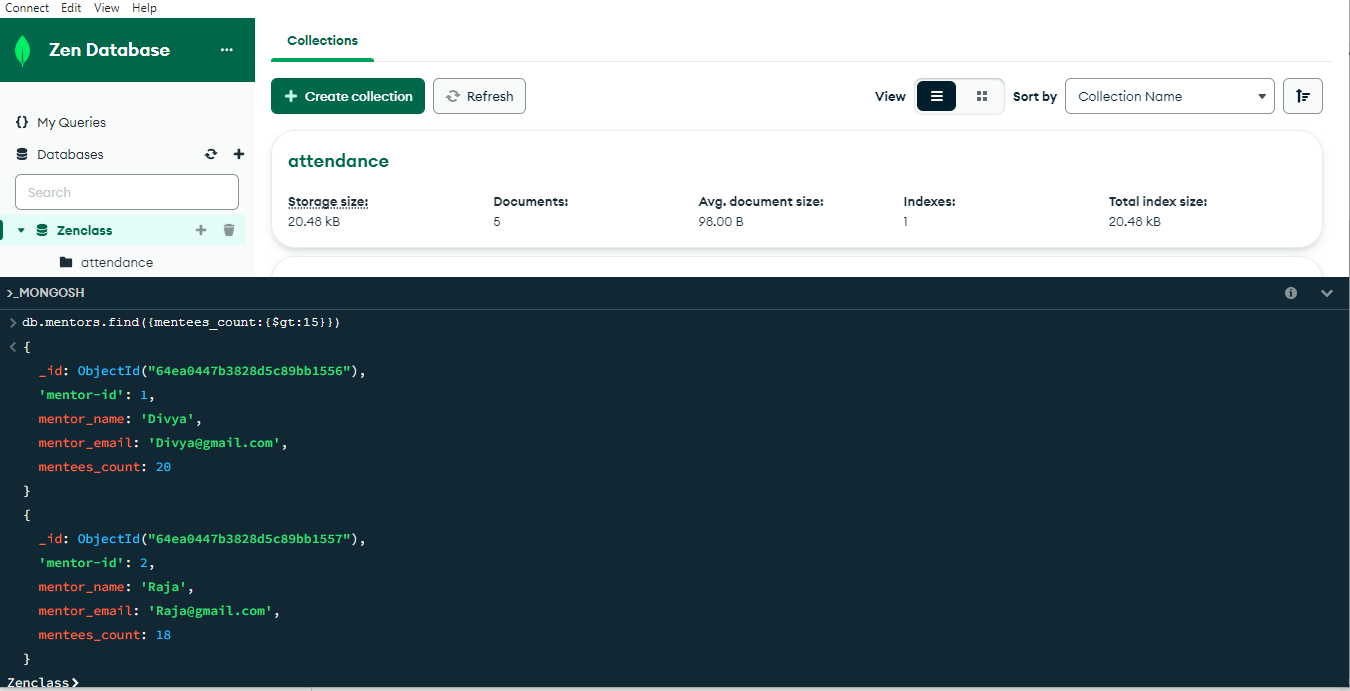 Connect Edit View Help
Zen Database ...
Collections
Create collection Refresh View Sort by Collection Name
{} My Queries
Databases
Search
Zenclass
attendance
attendance
Storage size: Documents: Avg. document size: Indexes: Total index size:
20.48 kB 5 98.00 B 1 20.48 kB
>_MONGOSH
> db.mentors.find({mentees_count:{$gt:15}})
< {
_id: ObjectId("64ea0447b3828d5c89bb1556"),
'mentor-id': 1,
mentor_name: 'Divya',
mentor_email: 'Divya@gmail.com',
mentees_count: 20
}
{
_id: ObjectId("64ea0447b3828d5c89bb1557"),
'mentor-id': 2,
mentor_name: 'Raja',
mentor_email: 'Raja@gmail.com',
mentees_count: 18
}
Zenclass>